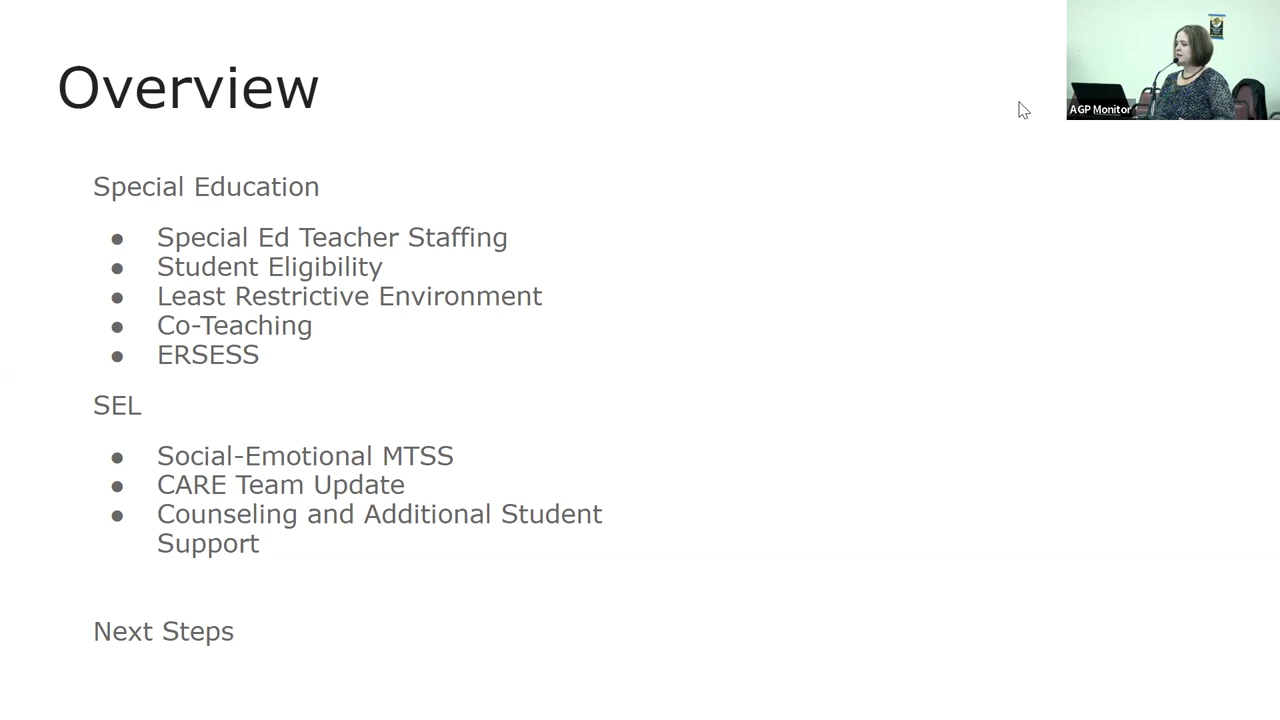 Overview
AGP Monitor
Special Education
● Special Ed Teacher Staffing
● Student Eligibility
● Least Restrictive Environment
● Co-Teaching
● ERSESS
SEL
● Social-Emotional MTSS
● CARE Team Update
● Counseling and Additional Student
Support
Next Steps